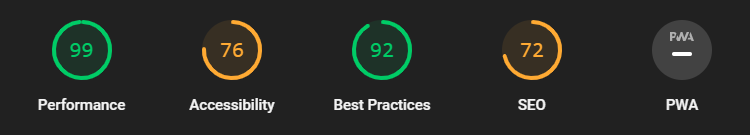 99 76 92 72 PWA
Performance Accessibility Best Practices SEO PWA